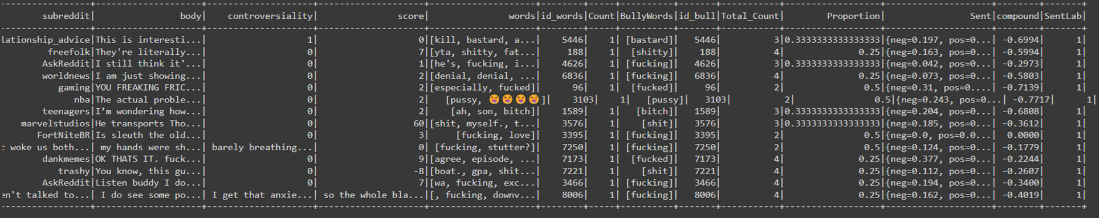 subreddit| body| controversiality| score| words|id_words|Count|BullyWords|id_bull|Total_Count| Proportion| Sent|compound|SentLab|
lationship_advice|This is interesti...| 1| 0|[kill, bastard, a...| 5446| 1| [bastard]| 5446| 3|0.3333333333333333|{neg=0.197, pos=0...| -0.6994| 1|
freefolk|They're literally...| 0| 7|[yta, shitty, fat...| 188| 1| [shitty]| 188| 4| 0.25|{neg=0.163, pos=0...| -0.5994| 1|
AskReddit|I still think it'...| 0| 1|[he's, fucking, i...| 4626| 1| [fucking]| 4626| 3|0.3333333333333333|{neg=0.042, pos=0...| -0.2973| 1|
worldnews|I am just showing...| 0| 2|[denial, denial, ...| 6836| 1| [fucking]| 6836| 4| 0.25|{neg=0.073, pos=0...| -0.5803| 1|
gaming|YOU FREAKING FRIC...| 0| 1|[especially, fucked]| 96| 1| [fucked]| 96| 2| 0.5|{neg=0.31, pos=0....| -0.7139| 1|
nba|The actual proble...| 0| 2| [pussy, 😍😍😍😍]| 3103| 1| [pussy]| 3103| 2| 0.5|{neg=0.243, pos=0...| -0.7717| 1|
teenagers|I'm wondering how...| 0| 2| [ah, son, bitch]| 1589| 1| [bitch]| 1589| 3|0.3333333333333333|{neg=0.204, pos=0...| -0.6808| 1|
marvelstudios|He transports Tho...| 0| 60|[shit, myself, t...| 3576| 1| [shit]| 3576| 3|0.3333333333333333|{neg=0.185, pos=0...| -0.3612| 1|
FortNiteBR|Is sleuth the old...| 0| 3| [fucking, love]| 3395| 1| [fucking]| 3395| 2| 0.5|{neg=0.0, pos=0.0...| 0.0000| 1|
: woke us both...| my hands were sh...| barely breathing...| 0| [fucking, stutter?]| 7250| 1| [fucking]| 7250| 2| 0.5|{neg=0.124, pos=0...| -0.1779| 1|
dankmemes|OK THATS IT. fuck...| 0| 9|[agree, episode, ...| 7173| 1| [fucked]| 7173| 4| 0.25|{neg=0.377, pos=0...| -0.2244| 1|
trashy|You know, this gu...| 0| -8|[boat., gpa, shit...| 7221| 1| [shit]| 7221| 4| 0.25|{neg=0.112, pos=0...| -0.2607| 1|
AskReddit|Listen buddy I do...| 0| 7|[wa, fucking, exc...| 3466| 1| [fucking]| 3466| 4| 0.25|{neg=0.194, pos=0...| -0.3400| 1|
en't talked to...| I do see some po...| I get that anxie...| so the whole bla...|[, fucking, downv...| 8006| 1| [fucking]| 8006| 4| 0.25|{neg=0.162, pos=0...| -0.4019| 1|